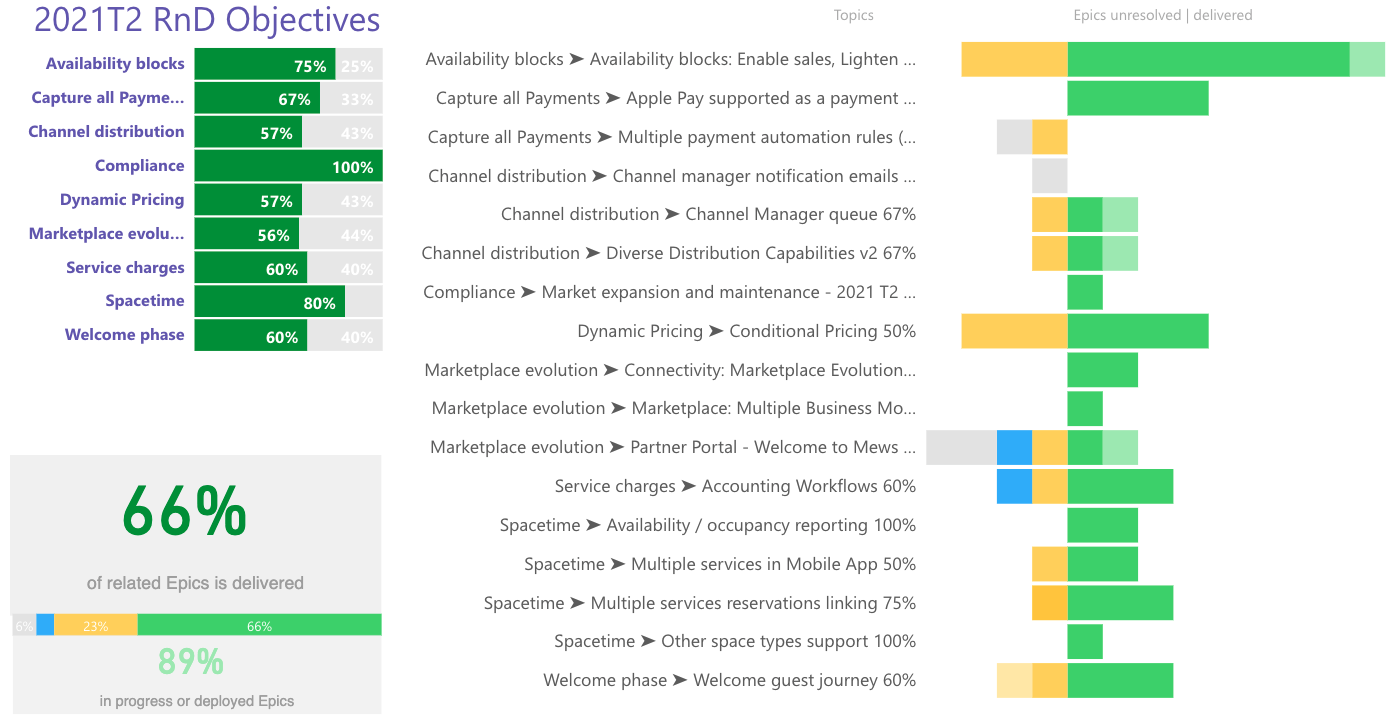 2021T2 RnD Objectives
Availability blocks 75% 25%
Capture all Payme... 67% 33%
Channel distribution 57% 43%
Compliance 100%
Dynamic Pricing 57% 43%
Marketplace evolu... 56% 44%
Service charges 60% 40%
Spacetime 80%
Welcome phase 60% 40%
66%
of related Epics is delivered
6% 23% 66%
89%
in progress or deployed Epics
Topics Epics unresolved | delivered
Availability blocks ➤ Availability blocks: Enable sales, Lighten ...
Capture all Payments ➤ Apple Pay supported as a payment ...
Capture all Payments ➤ Multiple payment automation rules (...
Channel distribution ➤ Channel manager notification emails ...
Channel distribution ➤ Channel Manager queue 67%
Channel distribution ➤ Diverse Distribution Capabilities v2 67%
Compliance ➤ Market expansion and maintenance - 2021 T2 ...
Dynamic Pricing ➤ Conditional Pricing 50%
Marketplace evolution ➤ Connectivity: Marketplace Evolution...
Marketplace evolution ➤ Marketplace: Multiple Business Mo...
Marketplace evolution ➤ Partner Portal - Welcome to Mews ...
Service charges ➤ Accounting Workflows 60%
Spacetime ➤ Availability / occupancy reporting 100%
Spacetime ➤ Multiple services in Mobile App 50%
Spacetime ➤ Multiple services reservations linking 75%
Spacetime ➤ Other space types support 100%
Welcome phase ➤ Welcome guest journey 60%